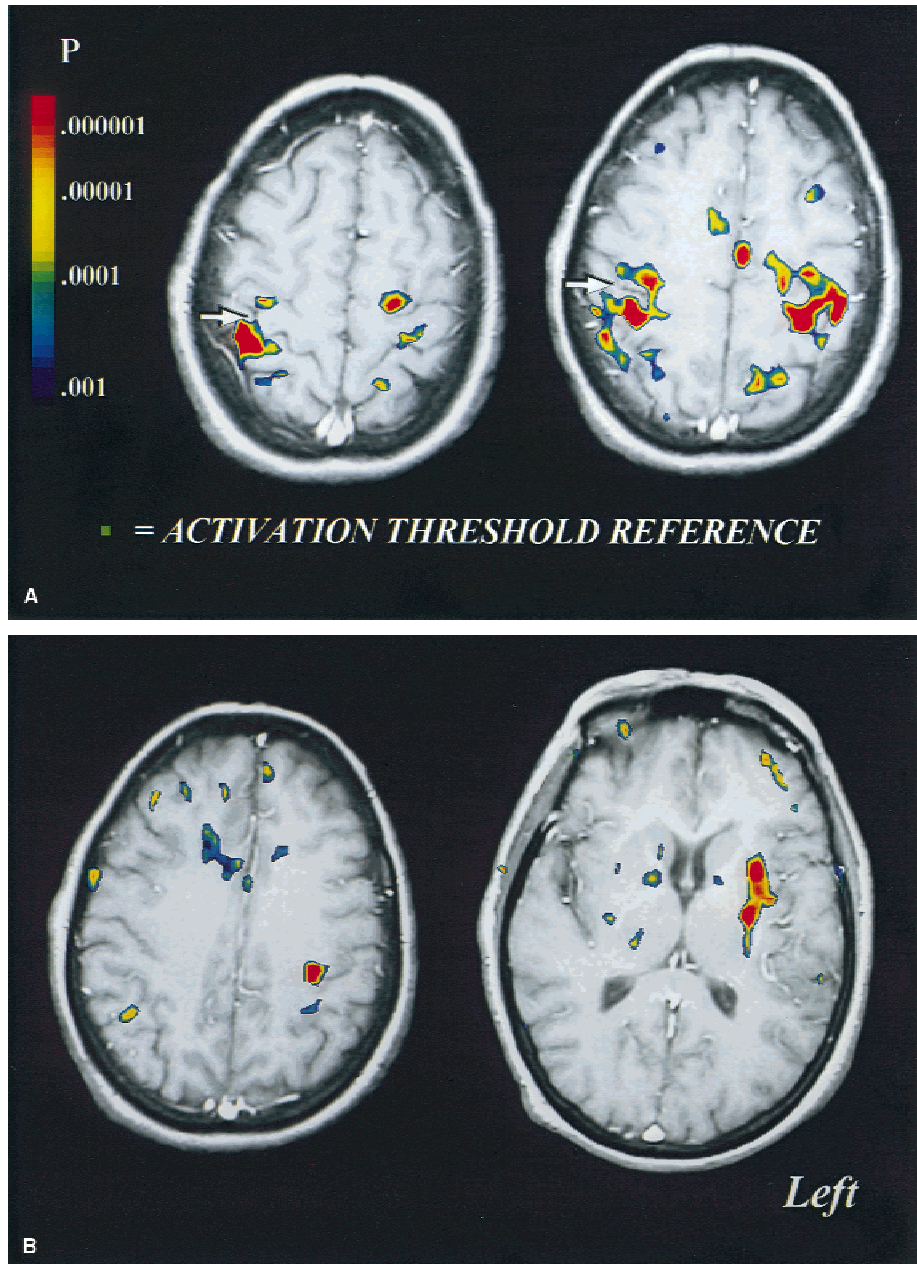 P
.000001
.00001
.0001
.001
= ACTIVATION THRESHOLD REFERENCE
A
Left
B